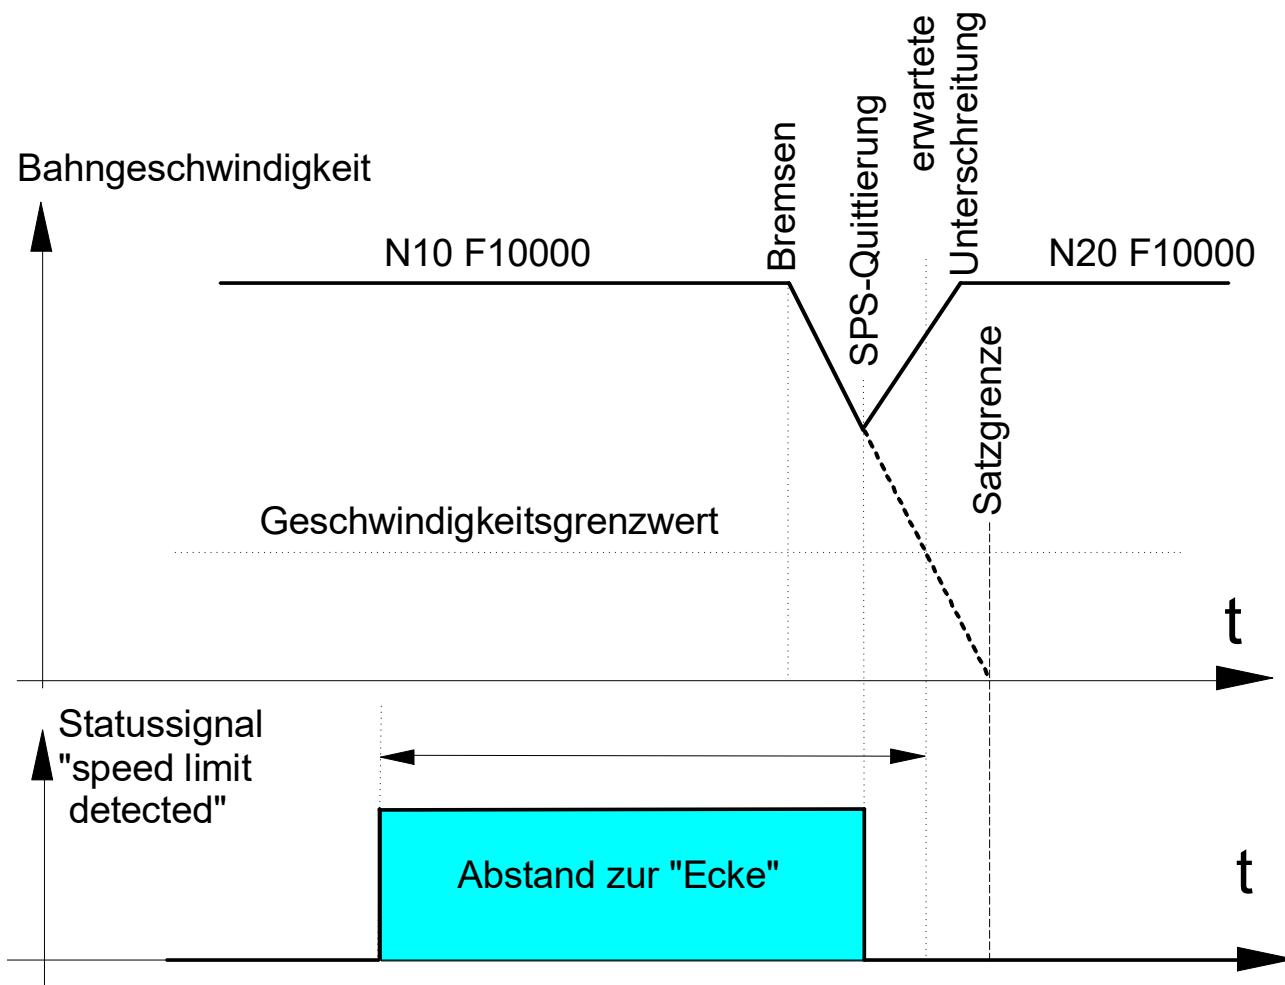 erwartete
Unterschreitung
SPS-Quittierung
Bremsen
Bahngeschwindigkeit
N10 F10000
N20 F10000
Satzgrenze
Geschwindigkeitsgrenzwert
t
Statussignal
"speed limit
detected"
Abstand zur "Ecke"
t